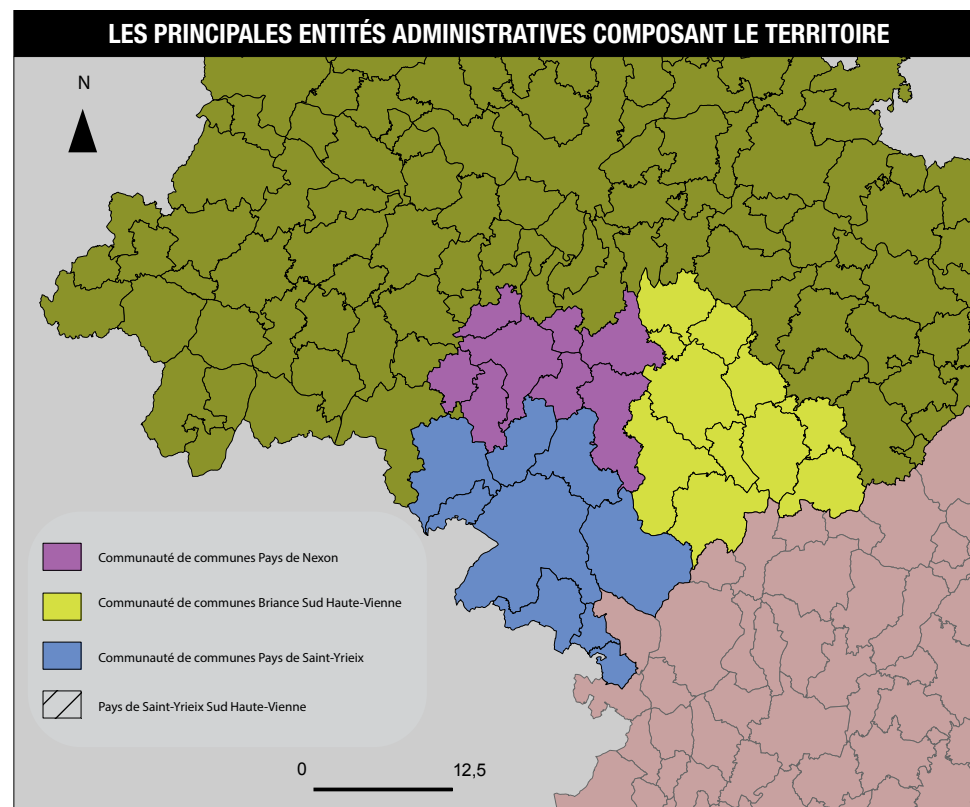 LES PRINCIPALES ENTITÉS ADMINISTRATIVES COMPOSANT LE TERRITOIRE
N
Communauté de communes Pays de Nexon
Communauté de communes Briance Sud Haute-Vienne
Communauté de communes Pays de Saint-Yrieix
Pays de Saint-Yrieix Sud Haute-Vienne
0 12,5